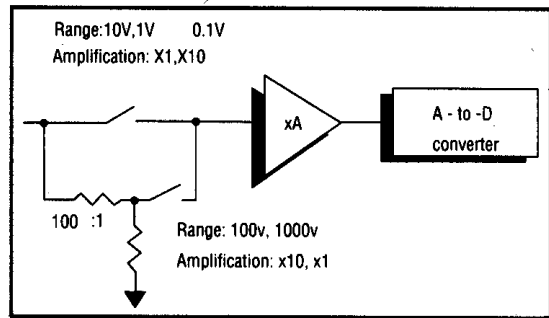 Range:10V,1V 0.1V
Amplification: X1,X10
xA
A - to -D
converter
100 :1
Range: 100v, 1000v
Amplification: x10, x1